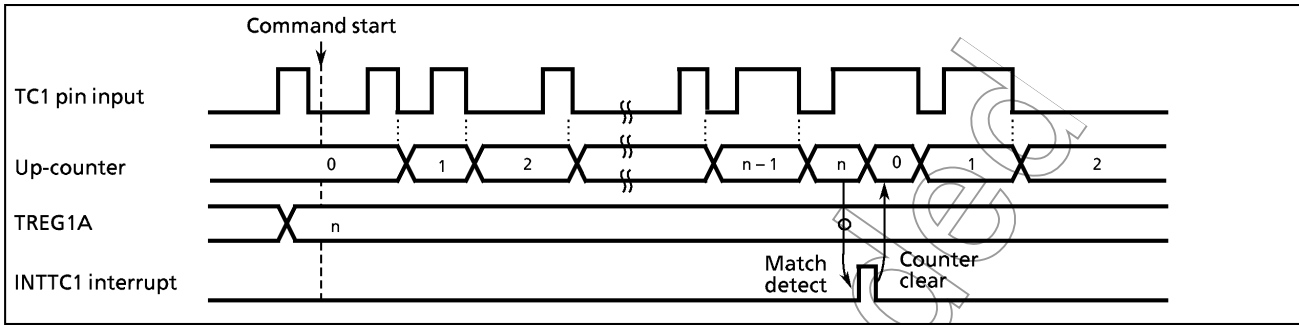 Command start
TC1 pin input
Up-counter
0
1
2
n – 1
n
0
1
2
TREG1A
n
INTTC1 interrupt
Match
detect
Counter
clear